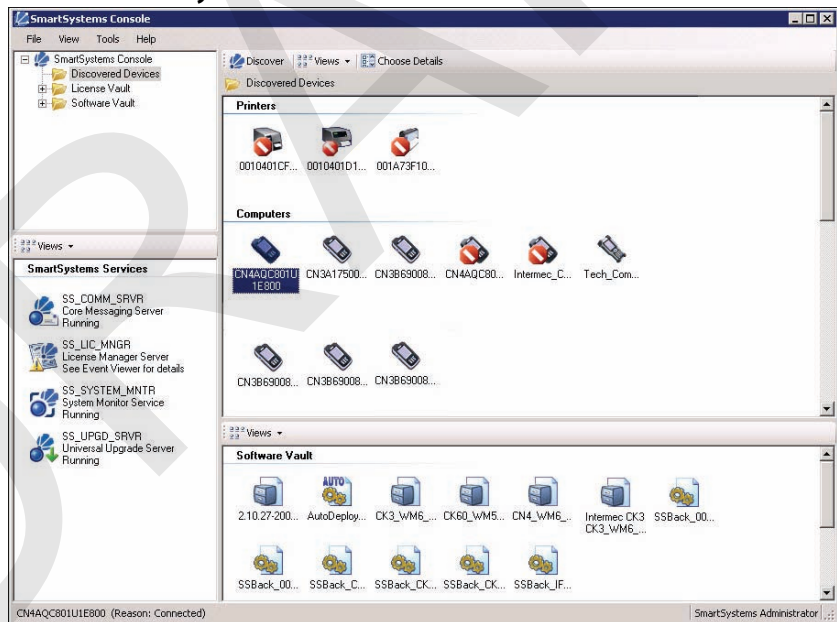 SmartSystems Console
File View Tools Help
SmartSystems Console
Discovered Devices
License Vault
Software Vault
Discover Views Choose Details
Discovered Devices
Printers
0010401CF... 0010401D1... 001A73F10...
Computers
CN4AQC801U1E800 CN3A17500... CN3B69008... CN4AQC80... Intermec_C... Tech_Com...
CN3B69008... CN3B69008... CN3B69008...
Views
SmartSystems Services
SS_COMM_SRVR
Core Messaging Server
Running
SS_LIC_MNGR
License Manager Server
See Event Viewer for details
SS_SYSTEM_MNTR
System Monitor Service
Running
SS_UPGD_SRVR
Universal Upgrade Server
Running
Views
Software Vault
AUTO
2.10.27-200... AutoDeploy... CK3_WM6_... CK60_WM5... CN4_WM6_... Intermec CK3 CK3_WM6_... SSBack_00...
SSBack_00... SSBack_C... SSBack_CK... SSBack_CK... SSBack_IF...
CN4AQC801U1E800 (Reason: Connected) SmartSystems Administrator